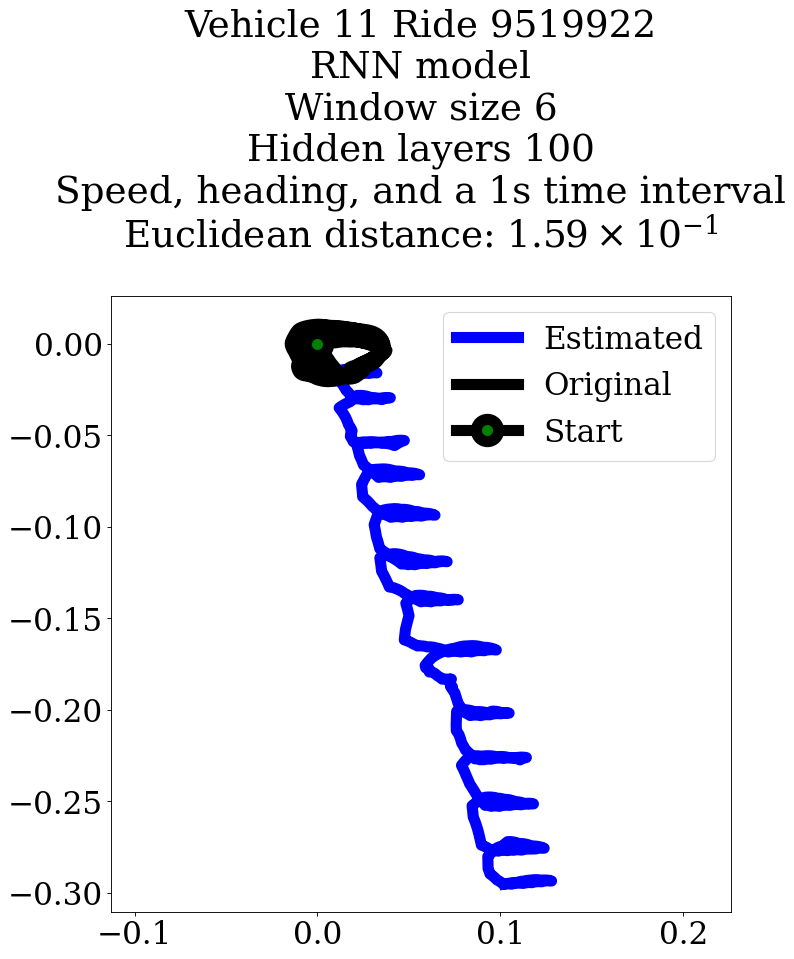 Vehicle 11 Ride 9519922
RNN model
Window size 6
Hidden layers 100
Speed, heading, and a 1s time interval
Euclidean distance: 1.59 × 10⁻¹
Estimated
Original
Start
0.00
−0.05
−0.10
−0.15
−0.20
−0.25
−0.30
−0.1 0.0 0.1 0.2